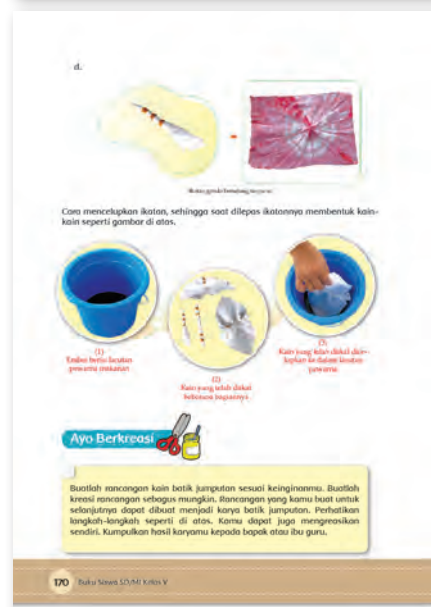 d.
Cara mencelupkan ikatan, sehingga saat dilepas ikatannya membentuk kain-
kain seperti gambar di atas.
(1)
Ember berisi larutan
pewarna makanan
(2)
Kain yang telah diikat
beberapa bagiannya.
(3)
Kain yang telah diikat dice-
lupkan ke dalam larutan
pewarna.
Ayo Berkreasi
Buatlah rancangan kain batik jumputan sesuai keinginanmu. Buatlah
kreasi rancangan sebagus mungkin. Rancangan yang kamu buat untuk
selanjutnya dapat dibuat menjadi karya batik jumputan. Perhatikan
langkah-langkah seperti di atas. Kamu dapat juga mengreasikan
sendiri. Kumpulkan hasil karyamu kepada bapak atau ibu guru.
170 Buku Siswa SD/MI Kelas V